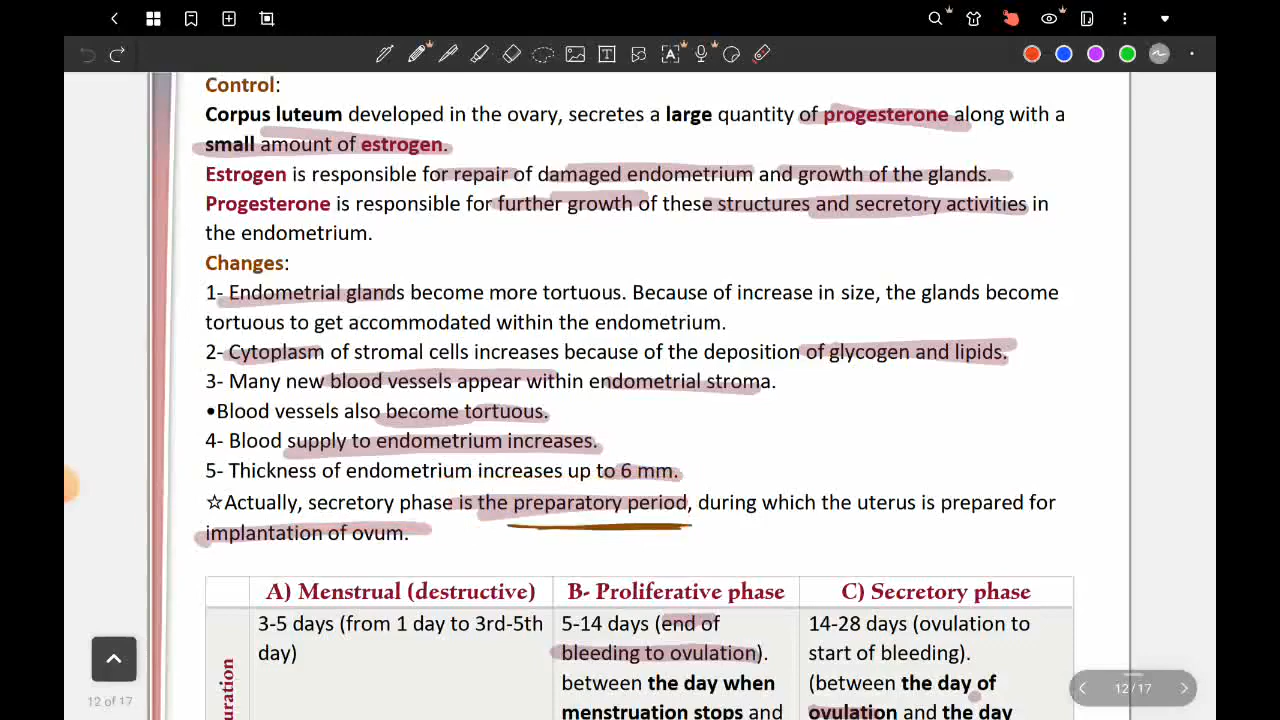 Control:
Corpus luteum developed in the ovary, secretes a large quantity of progesterone along with a
small amount of estrogen.
Estrogen is responsible for repair of damaged endometrium and growth of the glands.
Progesterone is responsible for further growth of these structures and secretory activities in
the endometrium.
Changes:
1- Endometrial glands become more tortuous. Because of increase in size, the glands become
tortuous to get accommodated within the endometrium.
2- Cytoplasm of stromal cells increases because of the deposition of glycogen and lipids.
3- Many new blood vessels appear within endometrial stroma.
•Blood vessels also become tortuous.
4- Blood supply to endometrium increases.
5- Thickness of endometrium increases up to 6 mm.
☆Actually, secretory phase is the preparatory period, during which the uterus is prepared for
implantation of ovum.
A) Menstrual (destructive)
B- Proliferative phase
C) Secretory phase
3-5 days (from 1 day to 3rd-5th
day)
5-14 days (end of
bleeding to ovulation).
between the day when
menstruation stops and
14-28 days (ovulation to
start of bleeding).
(between the day of
ovulation and the day
12 of 17
12/17